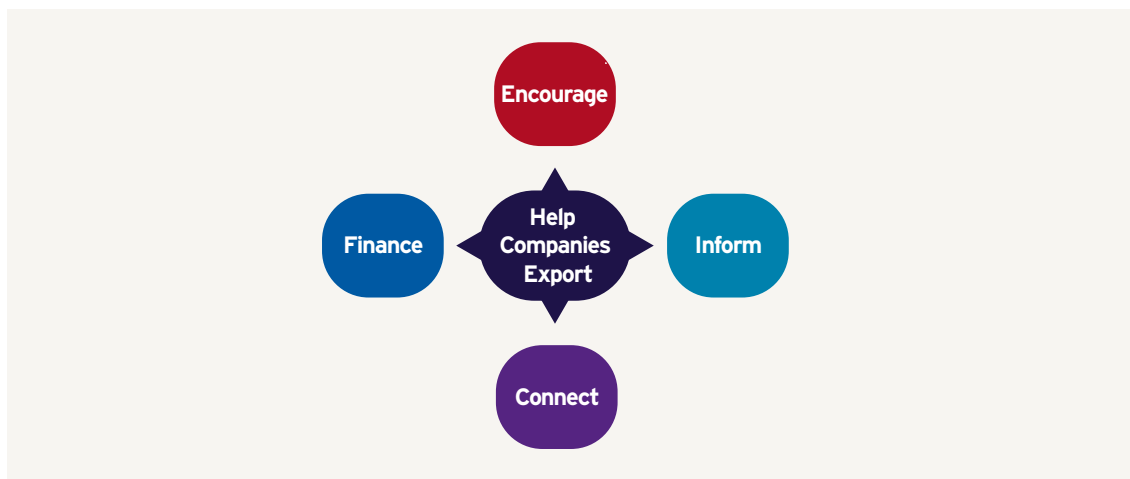 Encourage
Finance
Help
Companies
Export
Inform
Connect